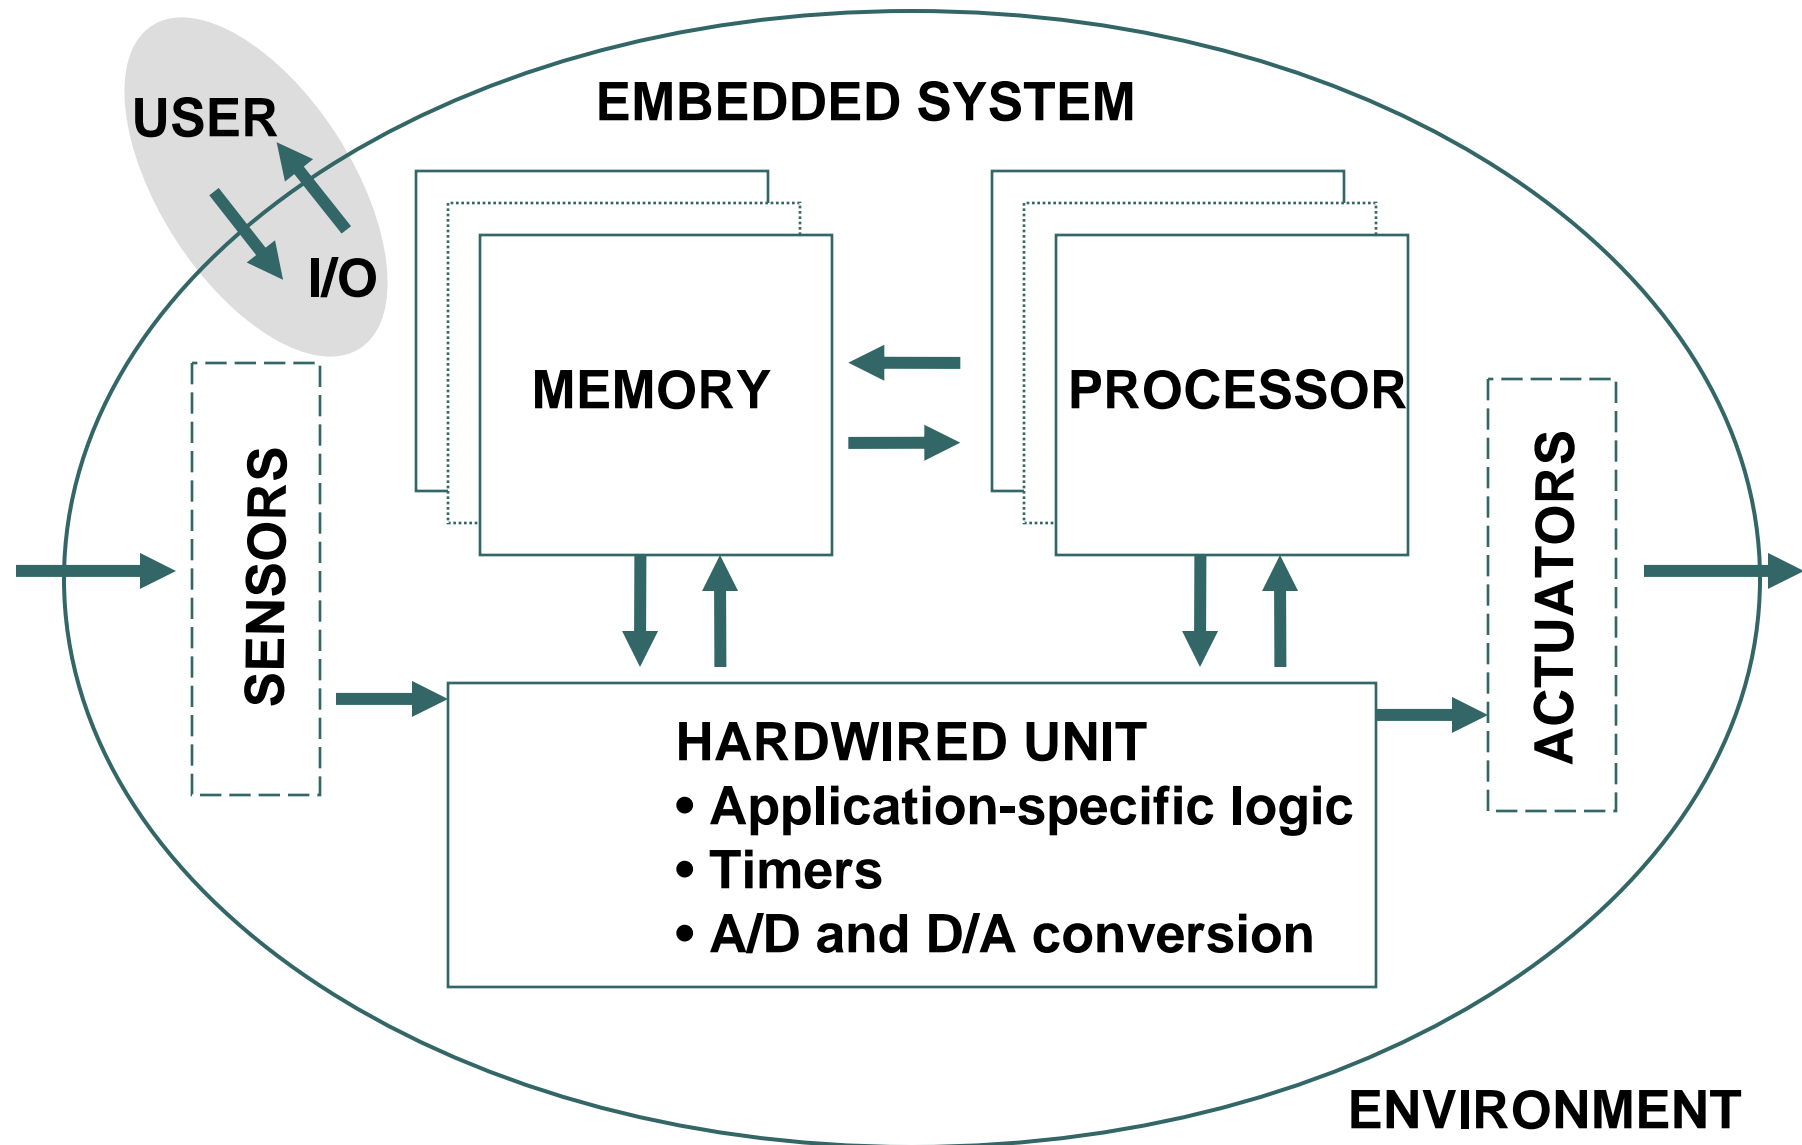 USER
EMBEDDED SYSTEM
I/O
MEMORY
PROCESSOR
SENSORS
ACTUATORS
HARDWIRED UNIT
• Application-specific logic
• Timers
• A/D and D/A conversion
ENVIRONMENT